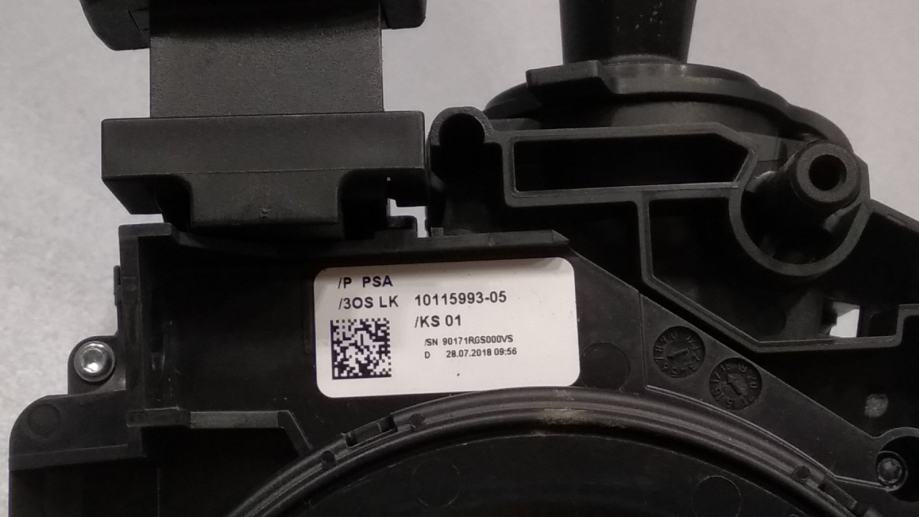 /P PSA
/3OS LK 10115993-05
/KS 01
/SN 90171RGS000VS
D 28.07.2018 09:56